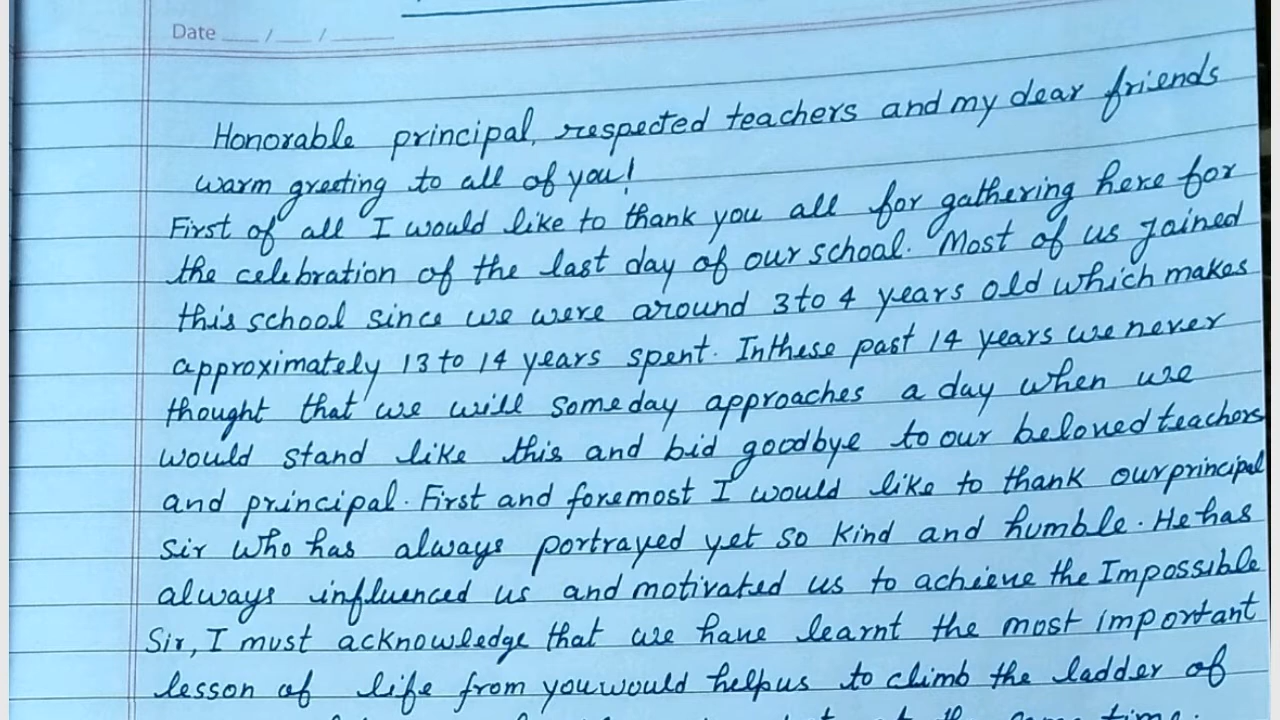 Date __ / __ / ____
Honorable principal, respected teachers and my dear friends
warm greeting to all of you!
First of all I would like to thank you all for gathering here for
the celebration of the last day of our school. Most of us joined
this school since we were around 3 to 4 years old which makes
approximately 13 to 14 years spent. In these past 14 years we never
thought that we will someday approaches a day when we
would stand like this and bid goodbye to our beloved teachers
and principal. First and foremost I would like to thank our principal
sir who has always portrayed yet so kind and humble. He has
always influenced us and motivated us to achieve the Impossible
Sir, I must acknowledge that we have learnt the most important
lesson of life from you would help us to climb the ladder of
time.